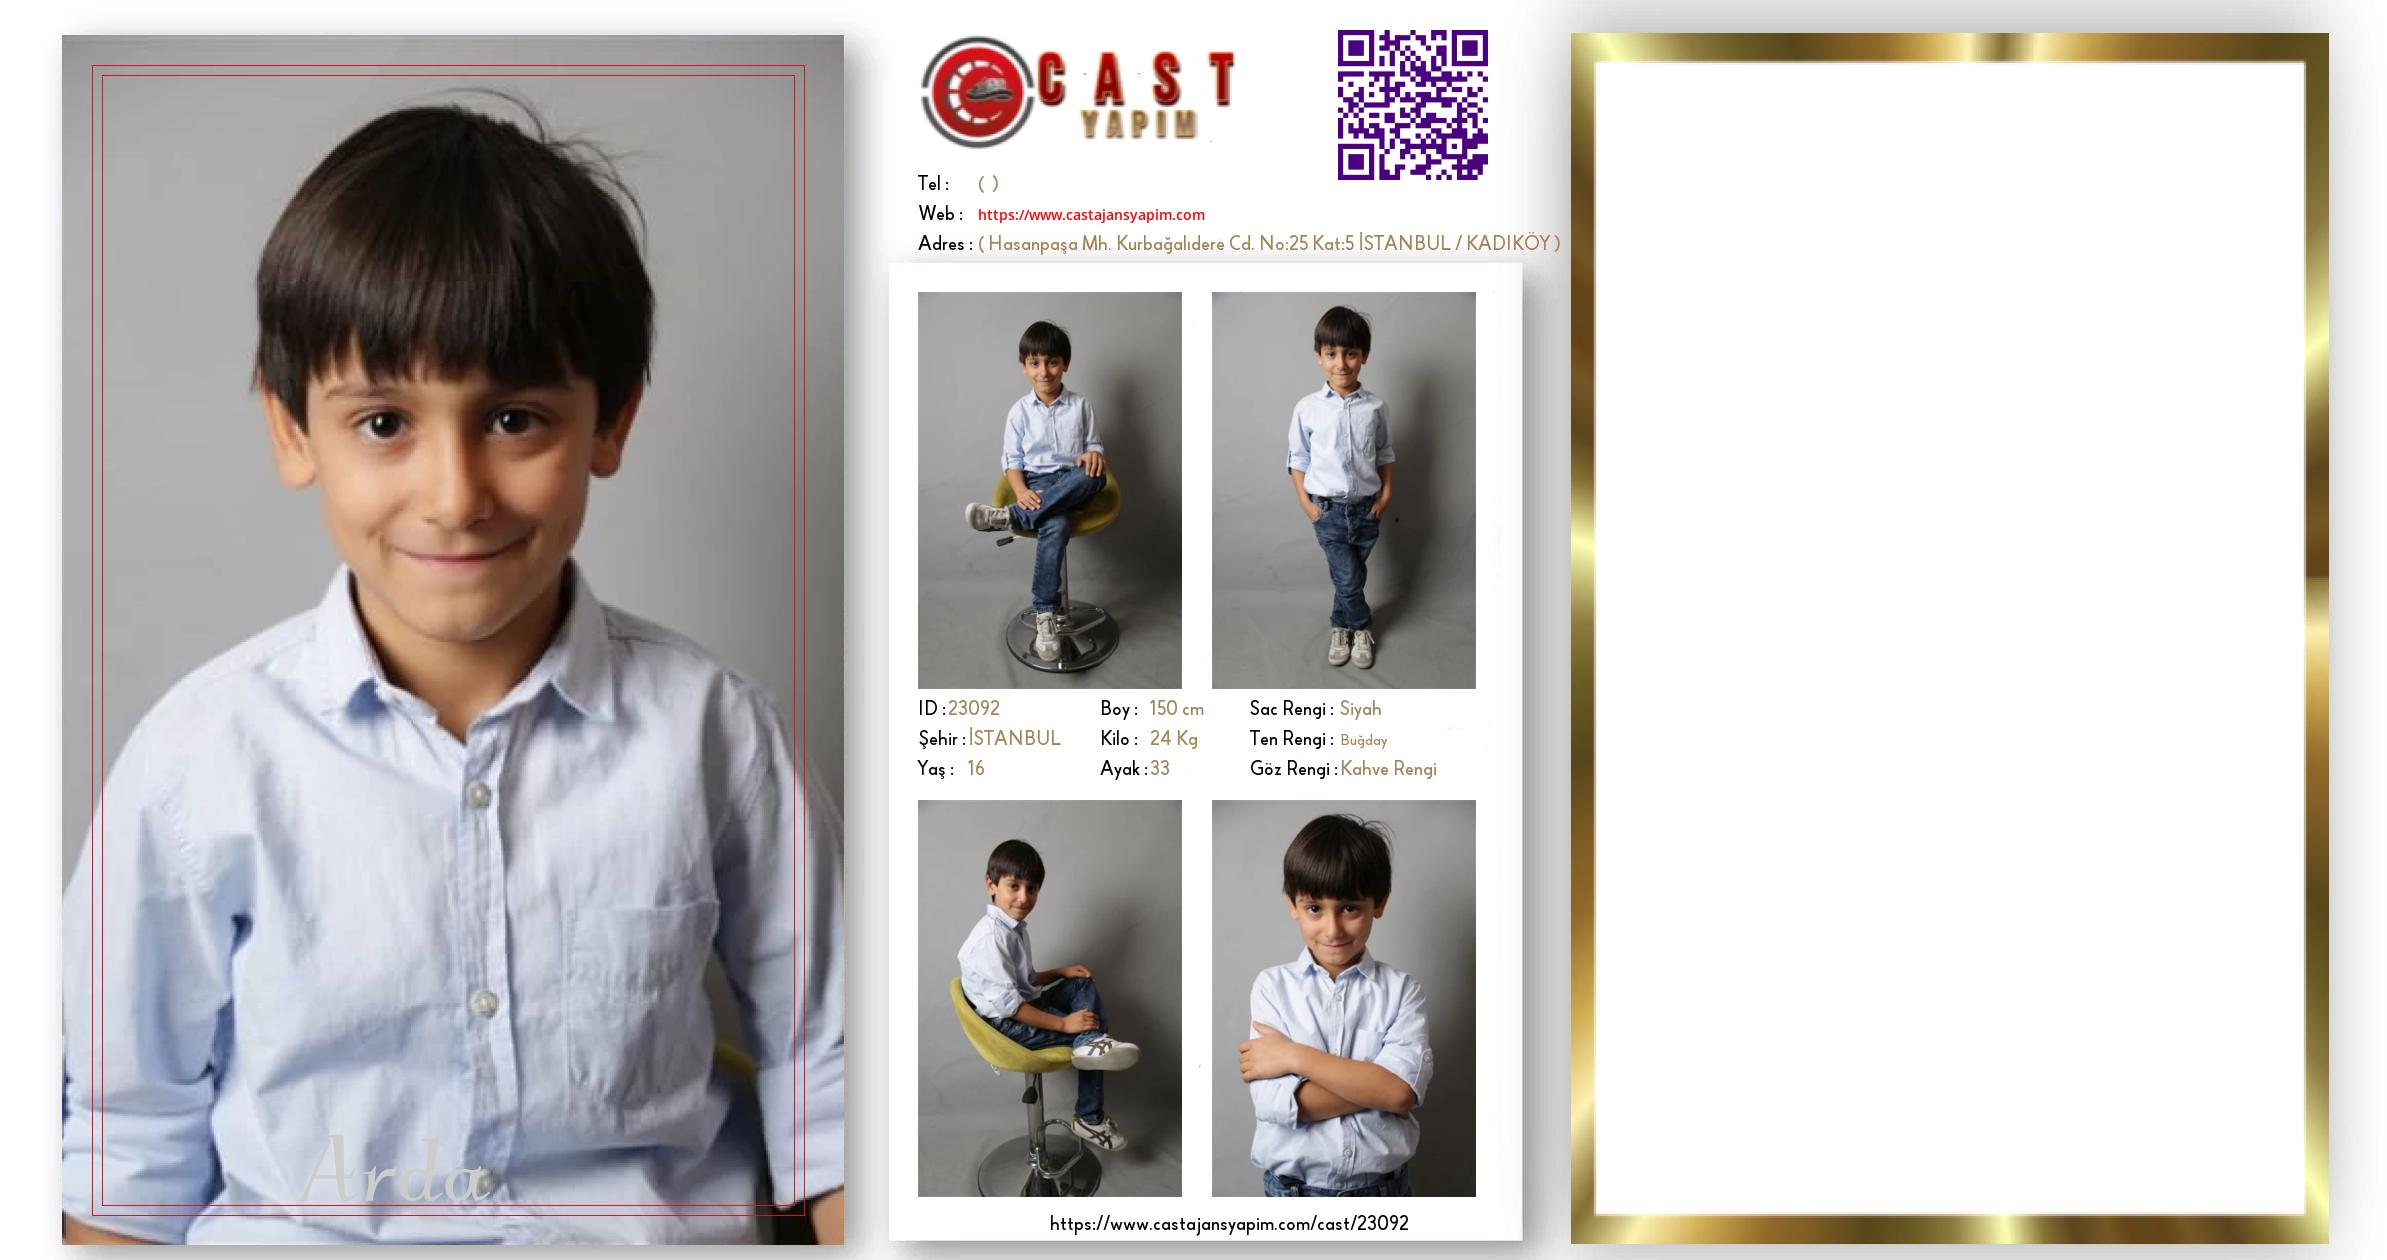 Arda
CAST
YAPIM
Tel : ( )
Web : https://www.castajansyapim.com
Adres : ( Hasanpaşa Mh. Kurbağalıdere Cd. No:25 Kat:5 İSTANBUL / KADIKÖY )
ID : 23092 Boy : 150 cm Sac Rengi : Siyah
Şehir : İSTANBUL Kilo : 24 Kg Ten Rengi : Buğday
Yaş : 16 Ayak : 33 Göz Rengi : Kahve Rengi
https://www.castajansyapim.com/cast/23092